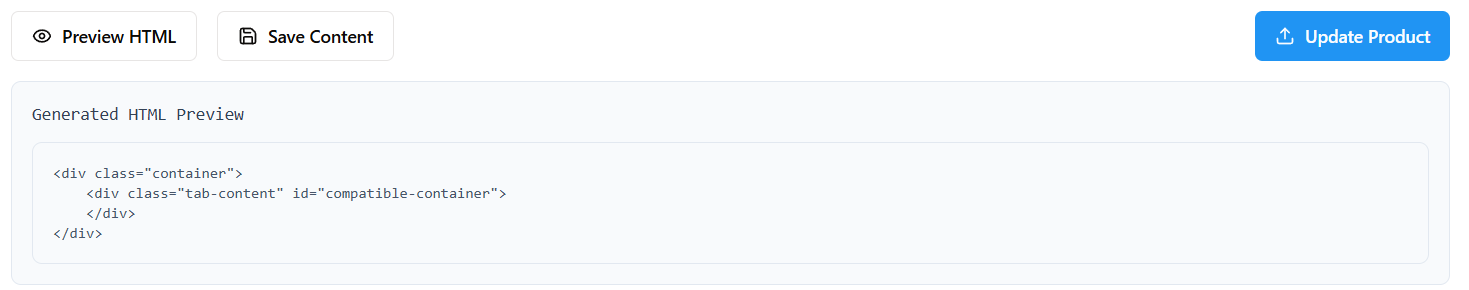 Preview HTML
Save Content
Update Product
Generated HTML Preview
<div class="container">
    <div class="tab-content" id="compatible-container">
    </div>
</div>